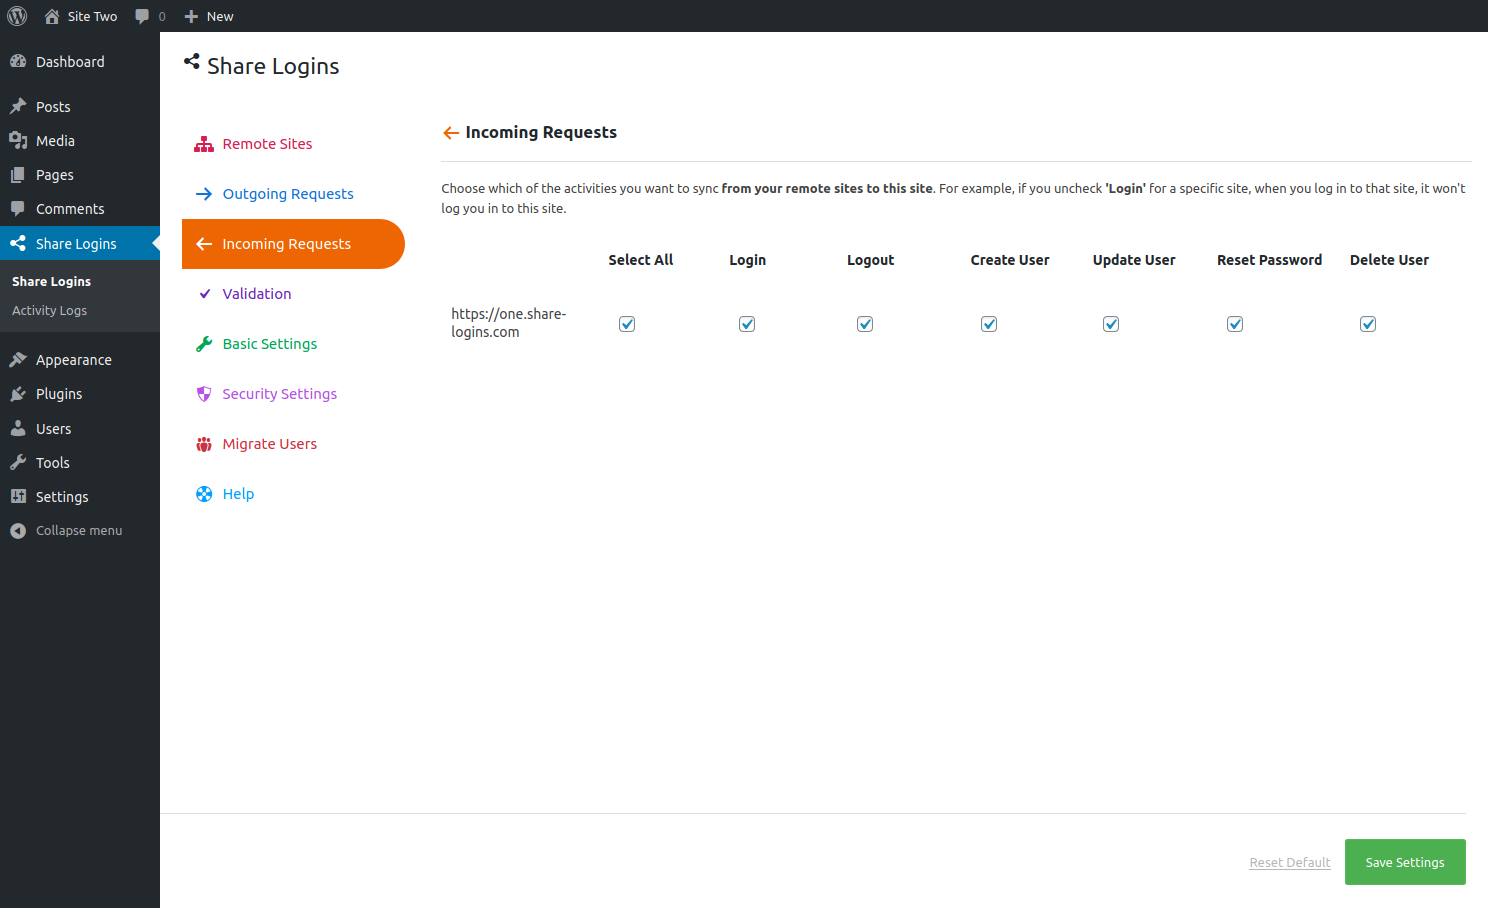 Site Two
0
New
Dashboard
Posts
Media
Pages
Comments
Share Logins
Share Logins
Activity Logs
Appearance
Plugins
Users
Tools
Settings
Collapse menu
Share Logins
Remote Sites
Outgoing Requests
Incoming Requests
Validation
Basic Settings
Security Settings
Migrate Users
Help
Incoming Requests
Choose which of the activities you want to sync from your remote sites to this site. For example, if you uncheck 'Login' for a specific site, when you log in to that site, it won't
log you in to this site.
Select All Login Logout Create User Update User Reset Password Delete User
https://one.share-
logins.com
Reset Default
Save Settings